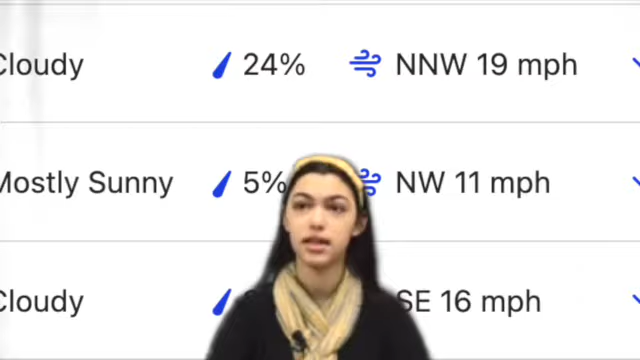 Cloudy 24% NNW 19 mph
Mostly Sunny 5% NW 11 mph
Cloudy SE 16 mph